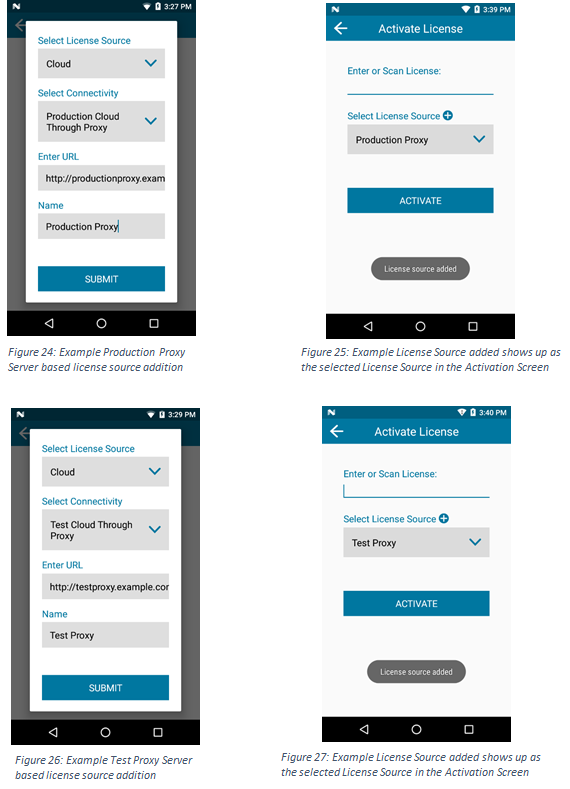 3:27 PM
Select License Source
Cloud
Select Connectivity
Production Cloud
Through Proxy
Enter URL
http://productionproxy.exam
Name
Production Proxy
SUBMIT
Figure 24: Example Production Proxy
Server based license source addition
3:39 PM
Activate License
Enter or Scan License:
Select License Source
Production Proxy
ACTIVATE
License source added
Figure 25: Example License Source added shows up as
the selected License Source in the Activation Screen
3:29 PM
Select License Source
Cloud
Select Connectivity
Test Cloud Through
Proxy
Enter URL
http://testproxy.example.cor
Name
Test Proxy
SUBMIT
Figure 26: Example Test Proxy Server
based license source addition
3:40 PM
Activate License
Enter or Scan License:
Select License Source
Test Proxy
ACTIVATE
License source added
Figure 27: Example License Source added shows up as
the selected License Source in the Activation Screen